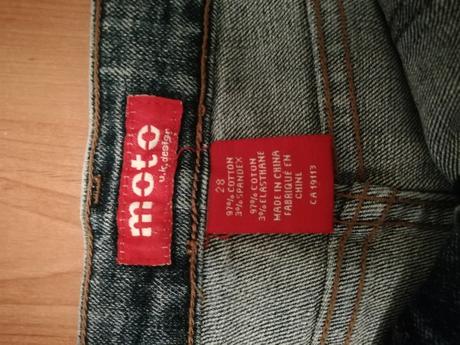 moto
u.k. design
28
97% COTTON
3% SPANDEX
97% COTON
3% ELASTHANE
MADE IN CHINA
FABRIQUÉ EN
CHINE
CA 19113